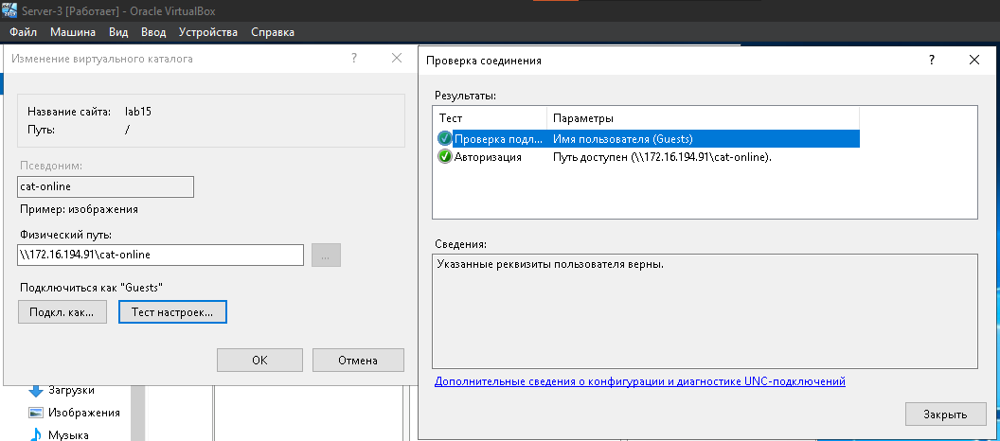 Server-3 [Работает] - Oracle VirtualBox
Файл Машина Вид Ввод Устройства Справка
Изменение виртуального каталога
?
Название сайта: lab15
Путь: /
Псевдоним:
cat-online
Пример: изображения
Физический путь:
\\172.16.194.91\cat-online
...
Подключиться как "Guests"
Подкл. как... Тест настроек...
OK Отмена
Загрузки
Изображения
Музыка
Проверка соединения
?
Результаты:
Тест Параметры
Проверка подл... Имя пользователя (Guests)
Авторизация Путь доступен (\\172.16.194.91\cat-online).
Сведения:
Указанные реквизиты пользователя верны.
Дополнительные сведения о конфигурации и диагностике UNC-подключений
Закрыть